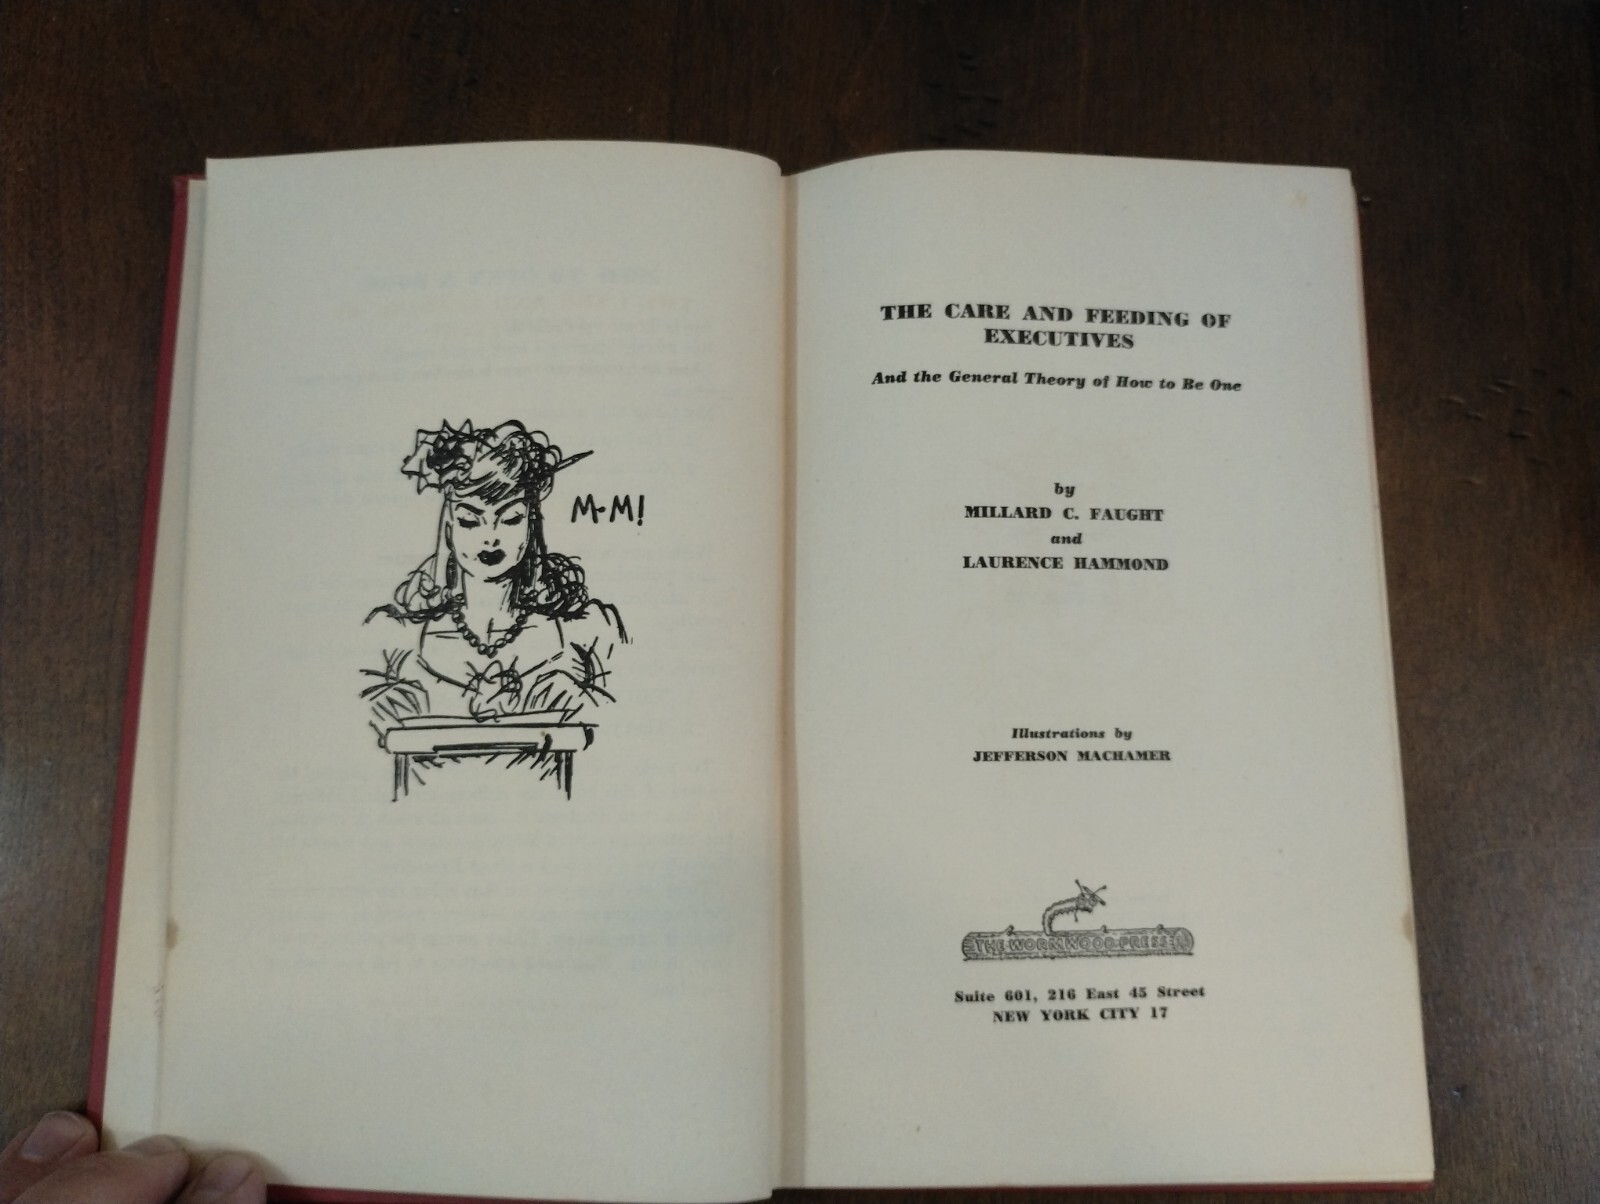 M-M!
THE CARE AND FEEDING OF
EXECUTIVES
And the General Theory of How to Be One
by
MILLARD C. FAUGHT
and
LAURENCE HAMMOND
Illustrations by
JEFFERSON MACHAMER
THE WORMWOOD PRESS
Suite 601, 216 East 45 Street
NEW YORK CITY 17